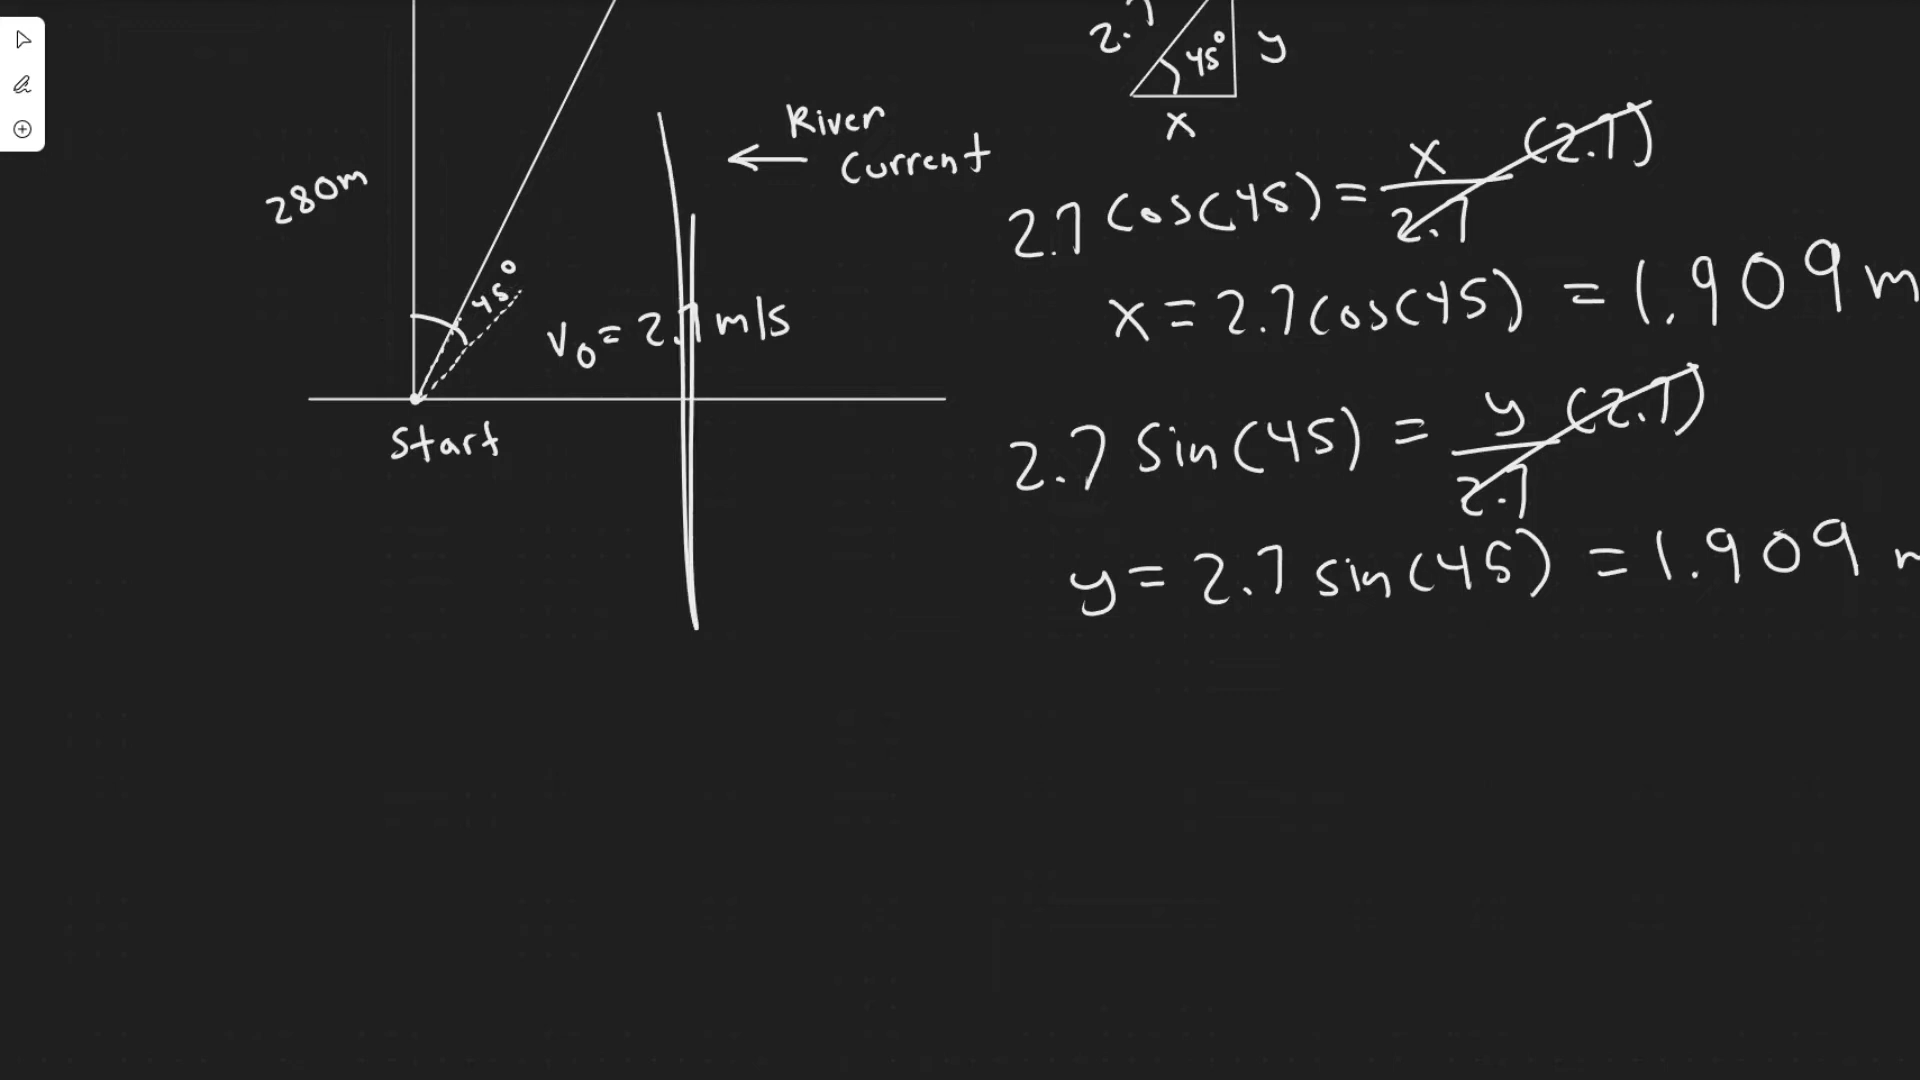 2.7
45°
y
x
River
Current
280m
45°
V₀ = 2.7 m/s
Start
2.7 cos(45) = x/2.7 (2.7)
x = 2.7 cos(45) = 1.909 m
2.7 Sin(45) = y/2.7 (2.7)
y = 2.7 sin(45) = 1.909